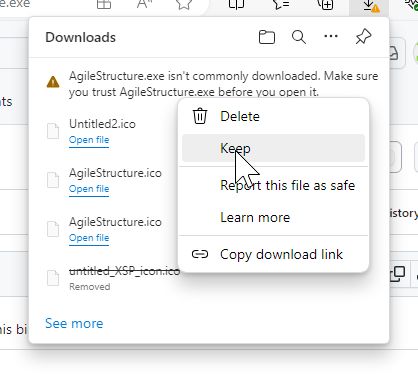 e.exe
Downloads
AgileStructure.exe isn't commonly downloaded. Make sure
you trust AgileStructure.exe before you open it.
Delete
Untitled2.ico
Open file
Keep
AgileStructure.ico
Report this file as safe
Open file
Learn more
AgileStructure.ico
Open file
Copy download link
untitled_XSP_icon.ico
Removed
See more
nts
istory
his bi